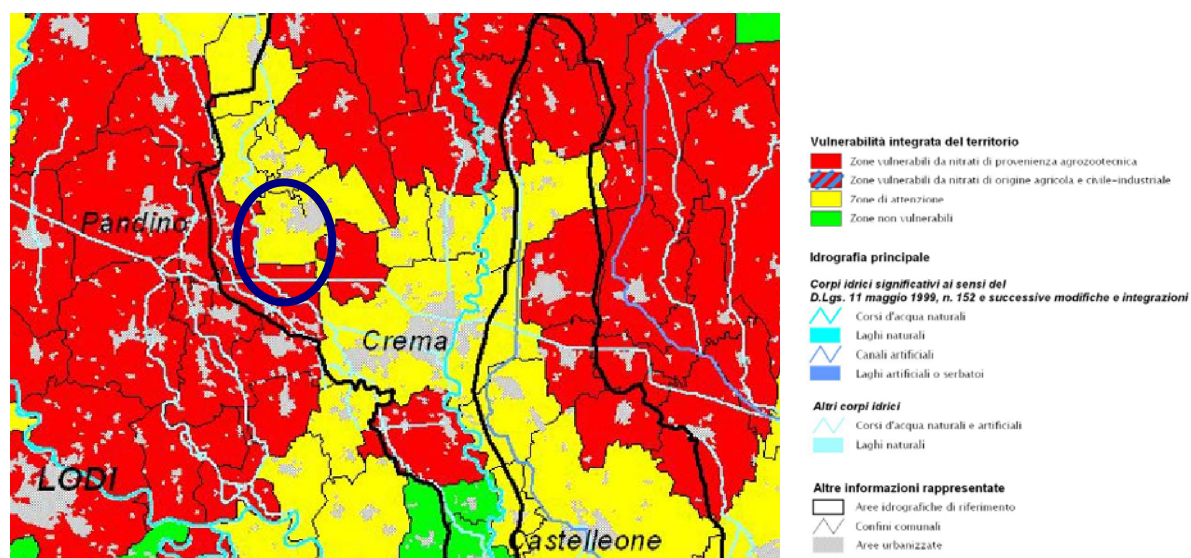 Pandino
Crema
LODI
Castelleone
Vulnerabilità integrata del territorio
Zone vulnerabili da nitrati di provenienza agrozootecnica
Zone vulnerabili da nitrati di origine agricola e civile-industriale
Zone di attenzione
Zone non vulnerabili
Idrografia principale
Corpi idrici significativi ai sensi del
D.Lgs. 11 maggio 1999, n. 152 e successive modifiche e integrazioni
Corsi d'acqua naturali
Laghi naturali
Canali artificiali
Laghi artificiali o serbatoi
Altri corpi idrici
Corsi d'acqua naturali e artificiali
Laghi naturali
Altre informazioni rappresentate
Aree idrografiche di riferimento
Confini comunali
Aree urbanizzate